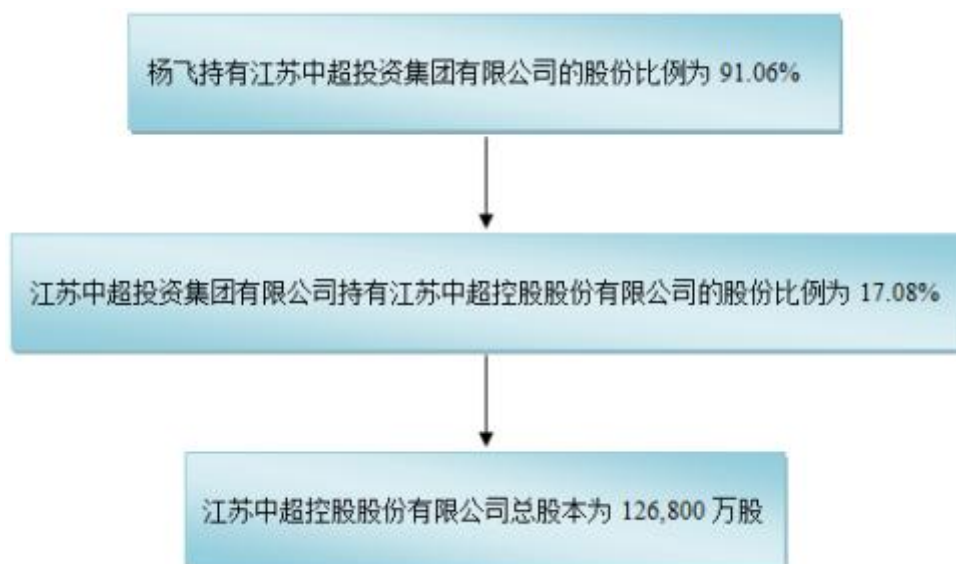 杨飞持有江苏中超投资集团有限公司的股份比例为 91.06%
江苏中超投资集团有限公司持有江苏中超控股股份有限公司的股份比例为 17.08%
江苏中超控股股份有限公司总股本为 126,800 万股